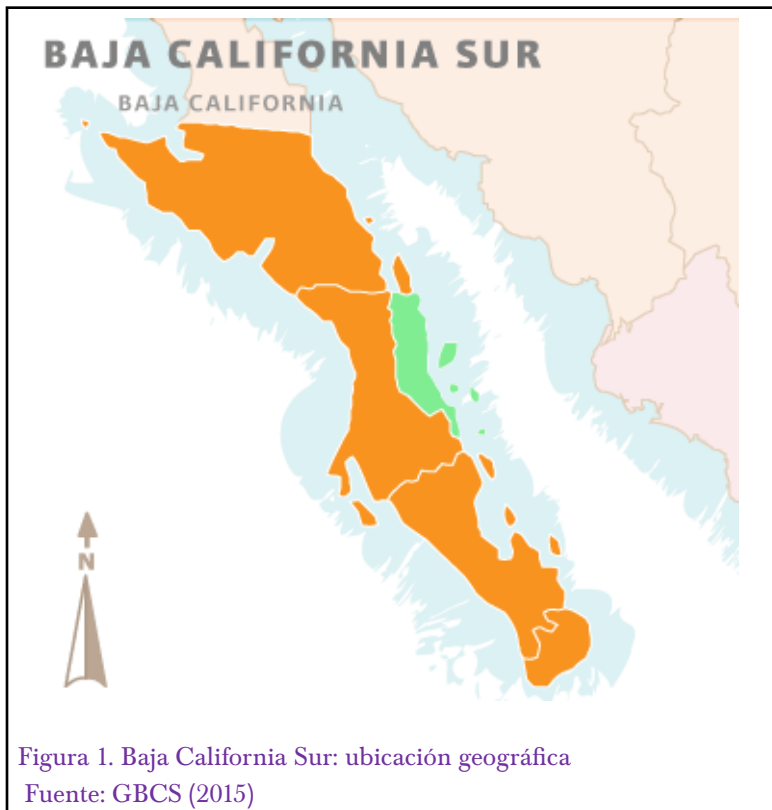 BAJA CALIFORNIA SUR
BAJA CALIFORNIA
N
Figura 1. Baja California Sur: ubicación geográfica
Fuente: GBCS (2015)